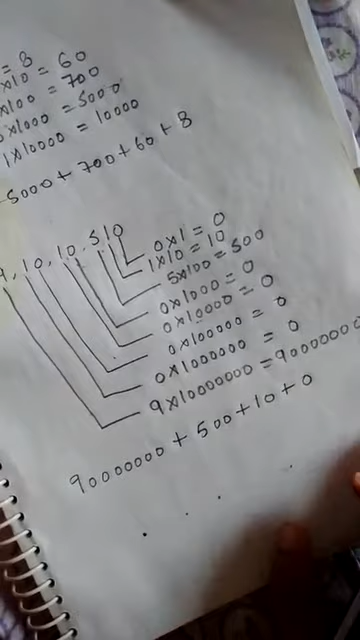 = 8
x10 = 60
x100 = 700
x1000 = 5000
1x10000 = 10000
5000 + 700 + 60 + 8
9, 10, 10, 510
0x1 = 0
1x10 = 10
5x100 = 500
0x1000 = 0
0x10000 = 0
0x100000 = 0
0x1000000 = 0
9x10000000 = 90000000
90000000 + 500 + 10 + 0